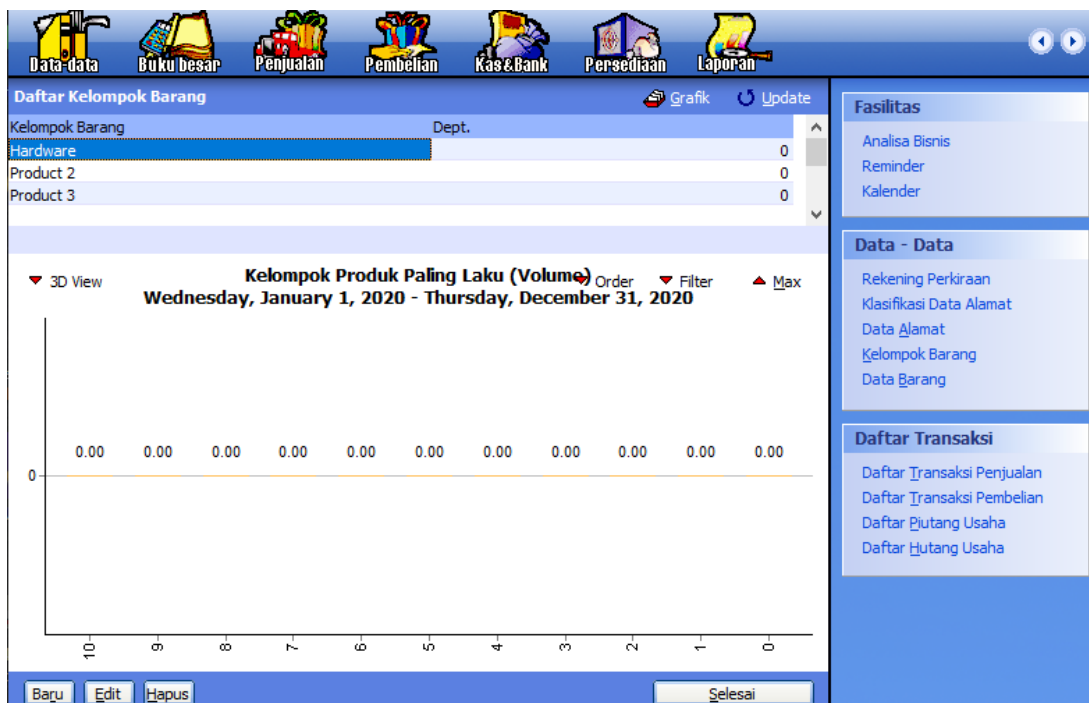 Data-data Buku besar Penjualan Pembelian Kas&Bank Persediaan Laporan
Daftar Kelompok Barang Grafik Update
Kelompok Barang Dept.
Hardware 0
Product 2 0
Product 3 0
3D View Kelompok Produk Paling Laku (Volume) Order Filter Max
Wednesday, January 1, 2020 - Thursday, December 31, 2020
0.00 0.00 0.00 0.00 0.00 0.00 0.00 0.00 0.00 0.00 0.00
0
10 9 8 7 6 5 4 3 2 1 0
Baru Edit Hapus Selesai
Fasilitas
Analisa Bisnis
Reminder
Kalender
Data - Data
Rekening Perkiraan
Klasifikasi Data Alamat
Data Alamat
Kelompok Barang
Data Barang
Daftar Transaksi
Daftar Transaksi Penjualan
Daftar Transaksi Pembelian
Daftar Piutang Usaha
Daftar Hutang Usaha